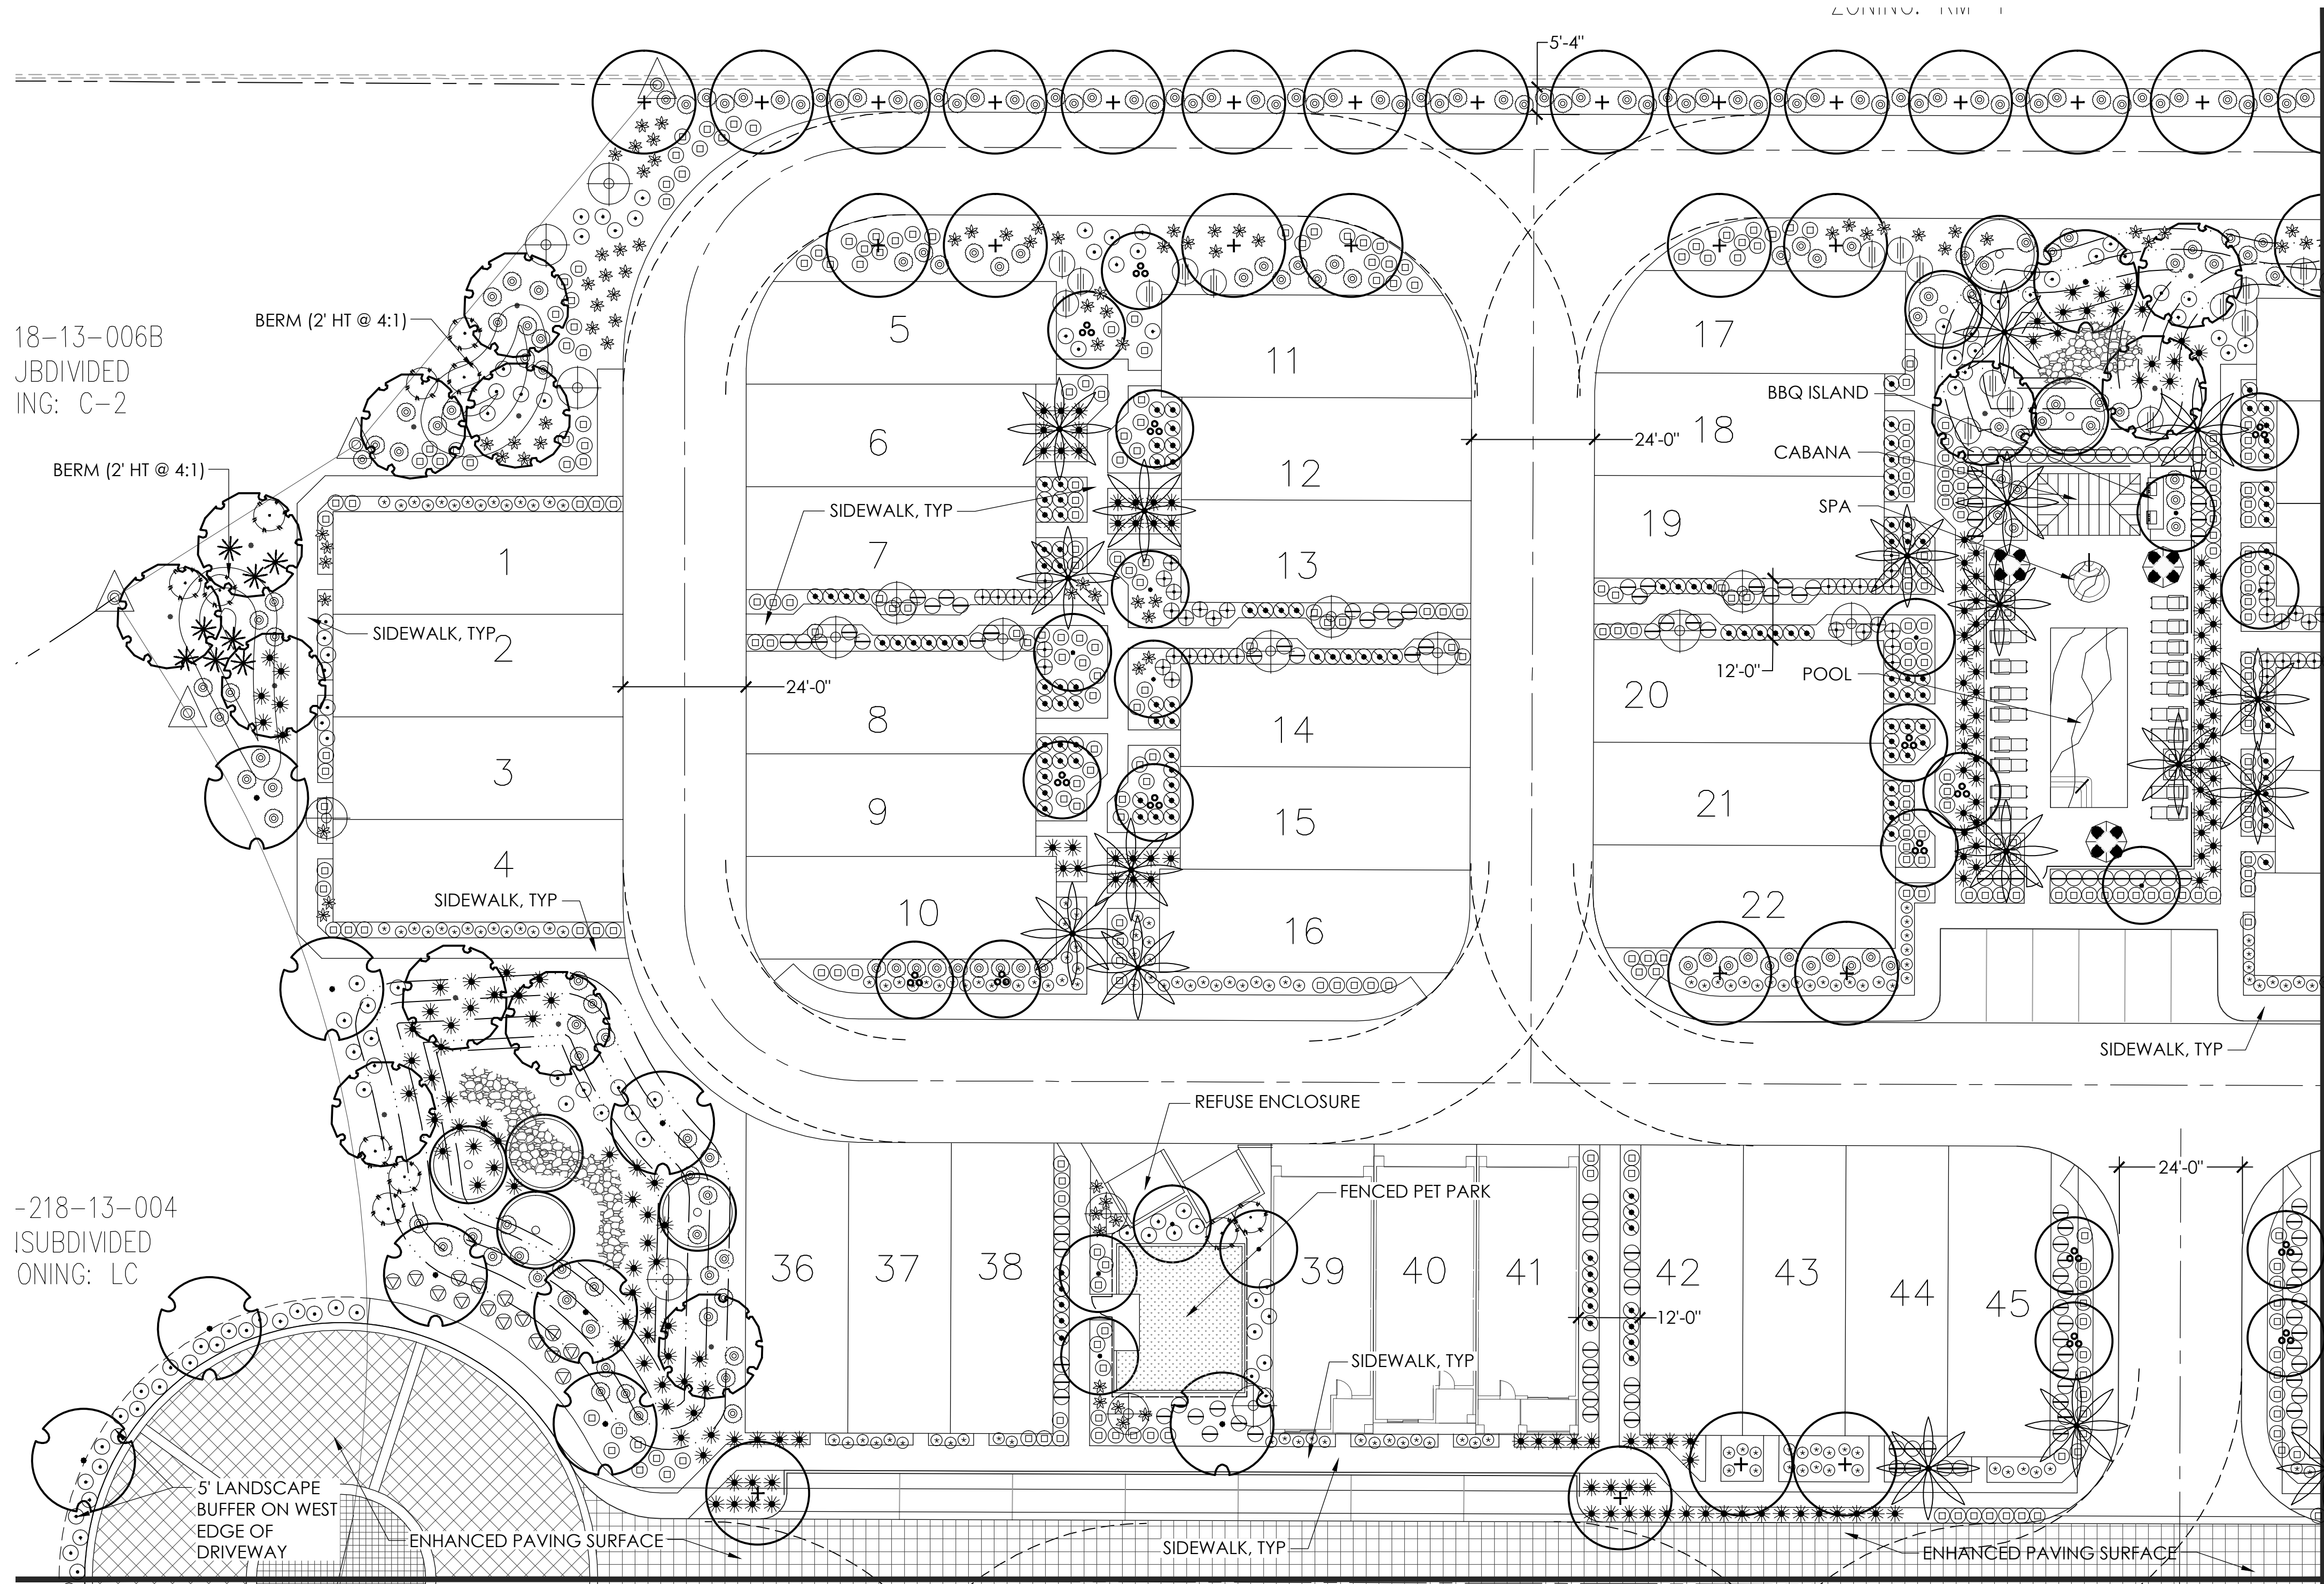 5'-4"
BERM (2' HT @ 4:1)
18-13-006B
JBDIVIDED
ING: C-2
BERM (2' HT @ 4:1)
5
11
17
BBQ ISLAND
6
24'-0"
18
12
CABANA
SIDEWALK, TYP
SPA
19
1
7
13
SIDEWALK, TYP
2
12'-0"
POOL
24'-0"
20
8
14
3
9
15
21
4
SIDEWALK, TYP
10
16
22
SIDEWALK, TYP
REFUSE ENCLOSURE
24'-0"
FENCED PET PARK
-218-13-004
ISUBDIVIDED
ONING: LC
36
37
38
39
40
41
42
43
44
45
12'-0"
SIDEWALK, TYP
5' LANDSCAPE
BUFFER ON WEST
EDGE OF
DRIVEWAY
ENHANCED PAVING SURFACE
SIDEWALK, TYP
ENHANCED PAVING SURFACE